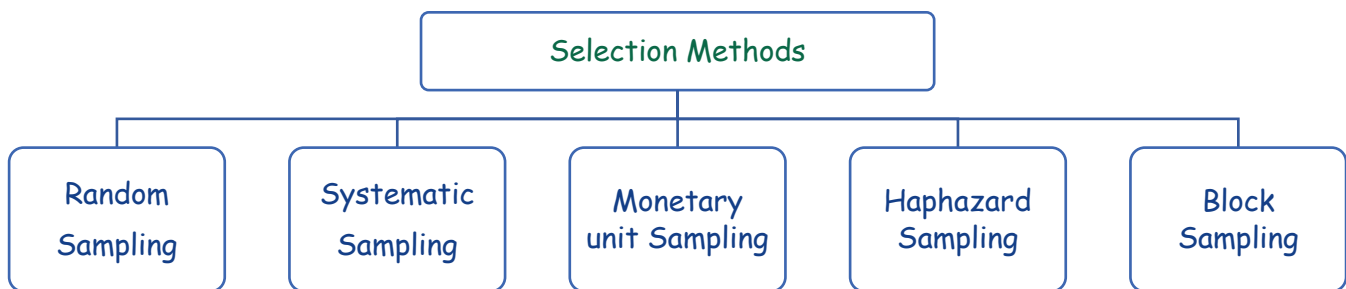 Selection Methods
Random
Sampling
Systematic
Sampling
Monetary
unit Sampling
Haphazard
Sampling
Block
Sampling